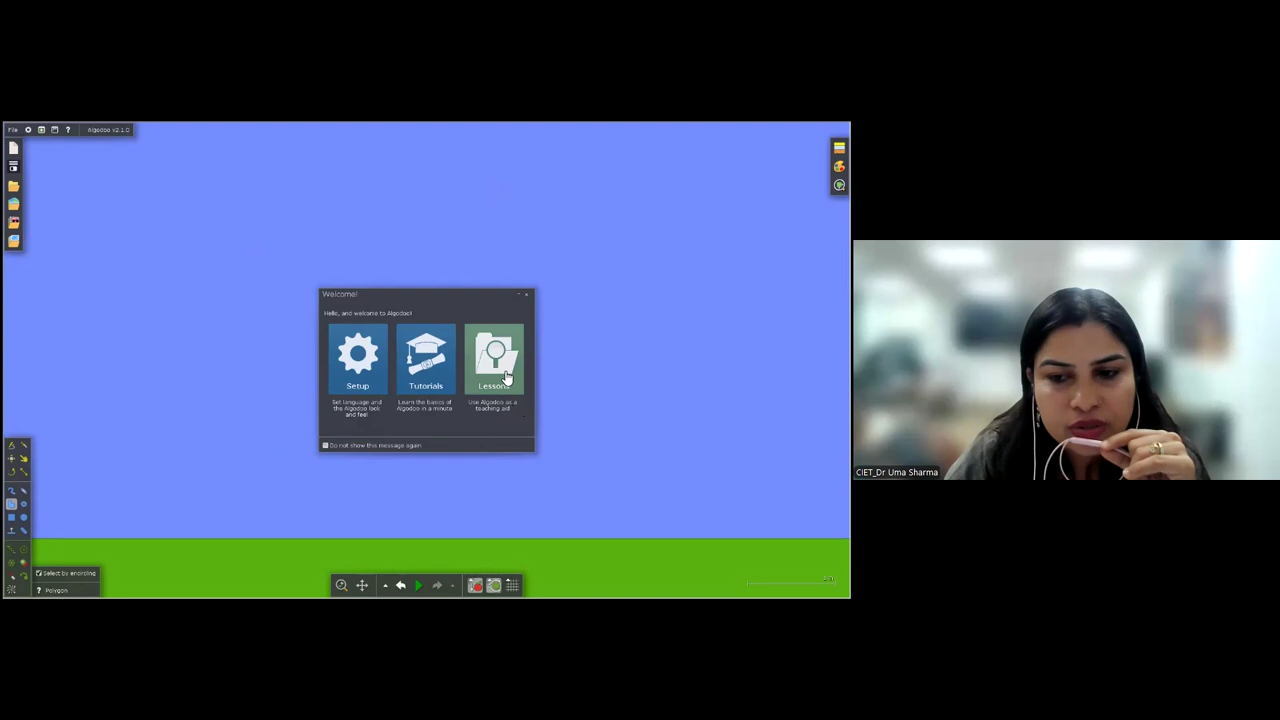 File ? Algodoo v2.1.0
Welcome!
Hello, and welcome to Algodoo!
Setup
Tutorials
Lessons
Set language and
the Algodoo look
and feel
Learn the basics of
Algodoo in a minute
Use Algodoo as a
teaching aid
Do not show this message again
CIET_Dr Uma Sharma
Select by encircling
? Polygon